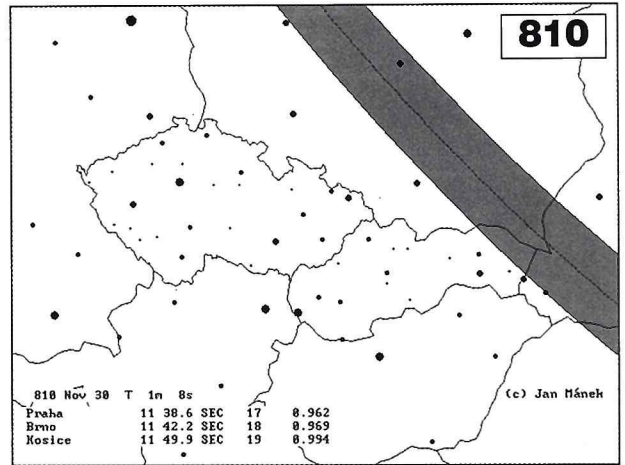 810
(c) Jan Mánek
810 Nov 30 T 1m 8s
Praha 11 38.6 SEC 17 0.962
Brno 11 42.2 SEC 18 0.969
Kosice 11 49.9 SEC 19 0.994